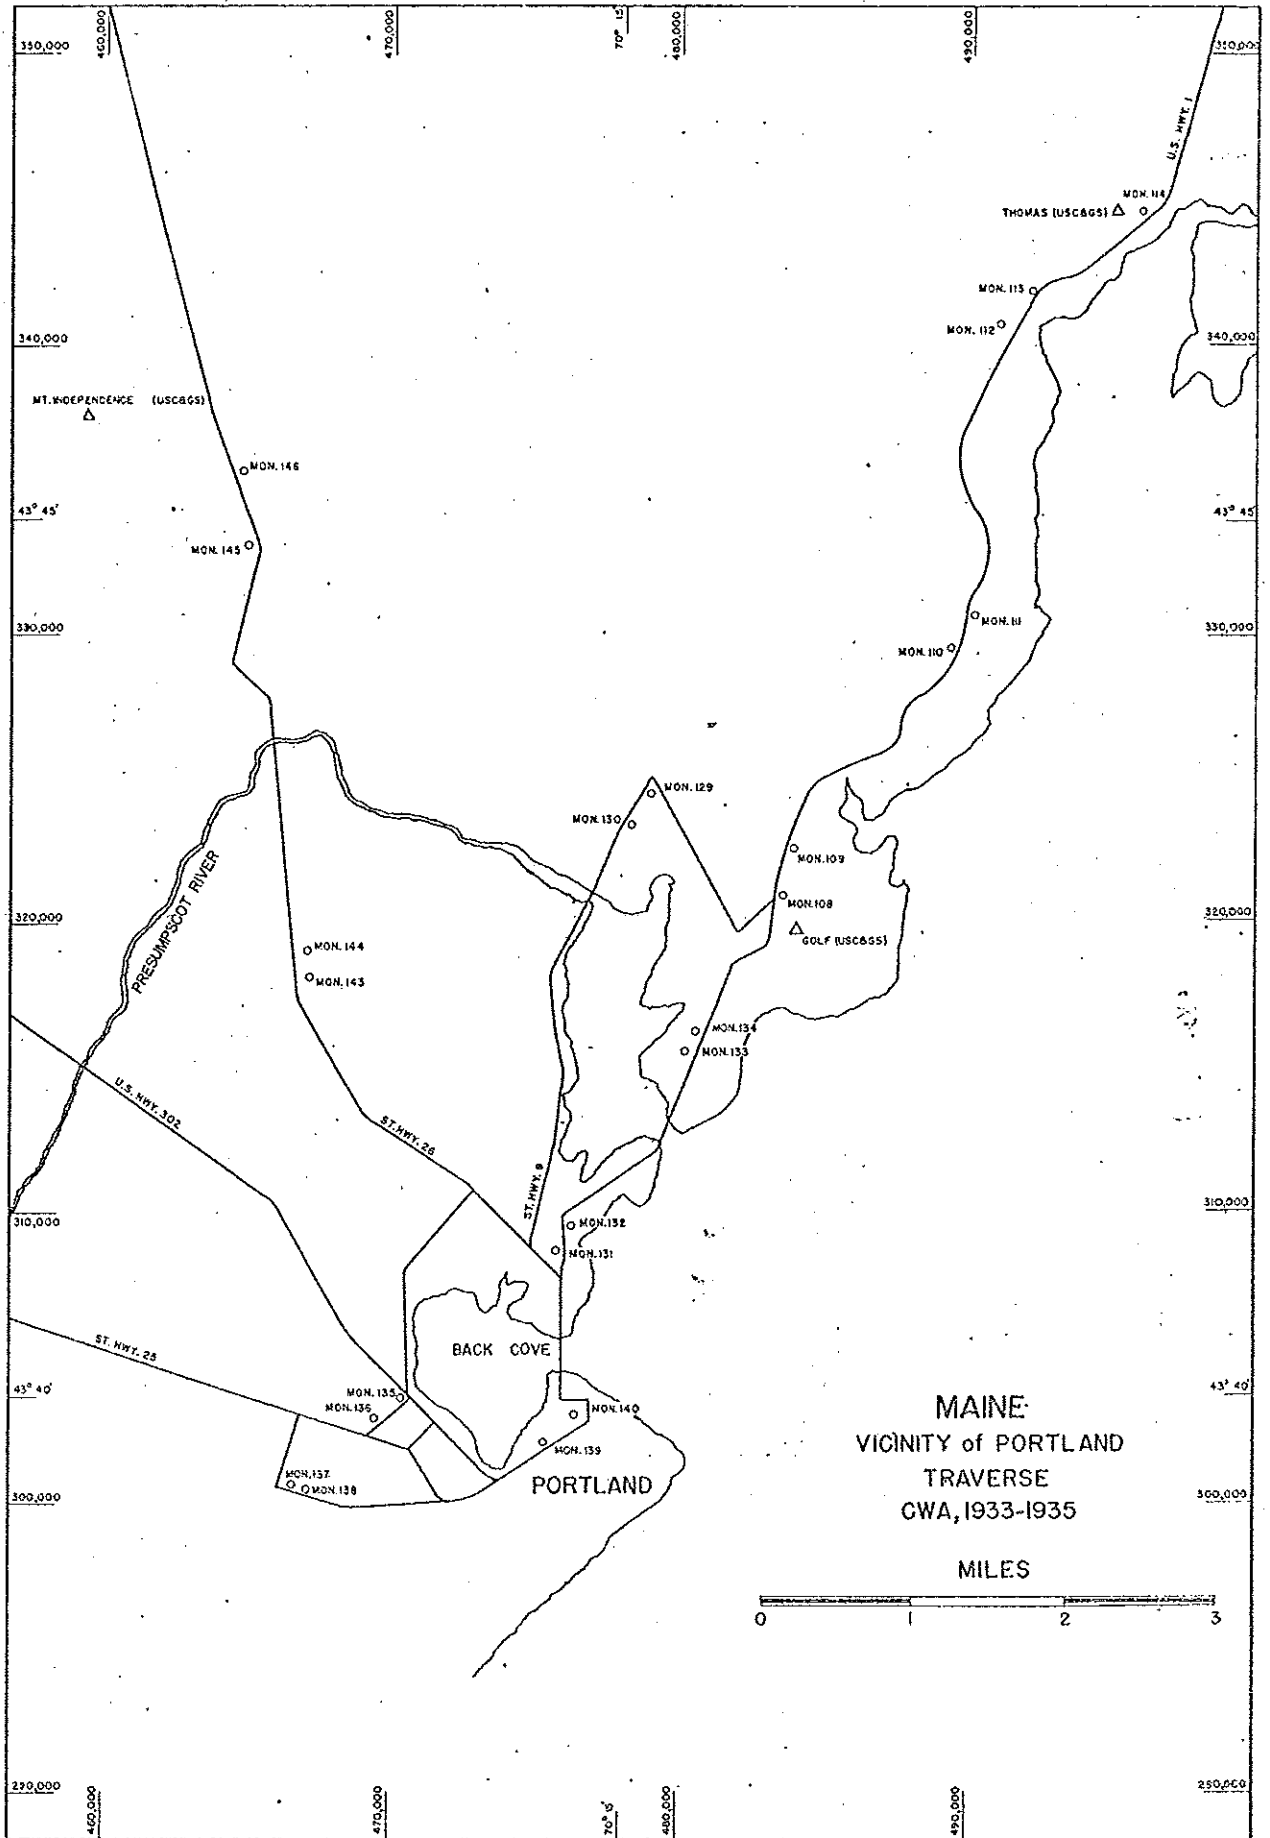 460,000
470,000
70° 15'
480,000
490,000
350,000
350,000
U.S. HWY. 1
MON. 114
THOMAS (USC&GS)
MON. 113
MON. 112
340,000
340,000
MT. INDEPENDENCE (USC&GS)
MON. 146
43° 45'
43° 45'
MON. 145
MON. 111
330,000
330,000
MON. 110
MON. 129
MON. 130
MON. 109
MON. 108
320,000
320,000
GOLF (USC&GS)
MON. 144
MON. 143
PRESUMPSCOT RIVER
MON. 134
MON. 133
U.S. HWY. 302
ST. HWY. 26
ST. HWY. 9
310,000
310,000
MON. 132
MON. 131
ST. HWY. 25
BACK COVE
43° 40'
43° 40'
MON. 135
MON. 136
MON. 140
MON. 139
MON. 137
MON. 138
PORTLAND
300,000
300,000
MAINE
VICINITY of PORTLAND
TRAVERSE
CWA, 1933-1935
MILES
0 1 2 3
290,000
290,000
460,000
470,000
70° 15'
480,000
490,000